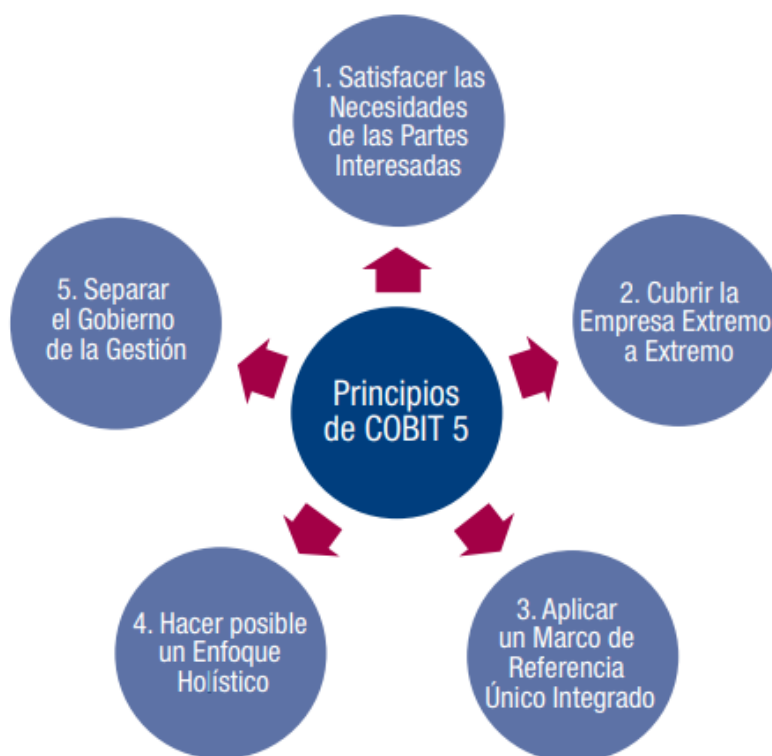 1. Satisfacer las
Necesidades
de las Partes
Interesadas
2. Cubrir la
Empresa Extremo
a Extremo
3. Aplicar
un Marco de
Referencia
Único Integrado
4. Hacer posible
un Enfoque
Holístico
5. Separar
el Gobierno
de la Gestión
Principios
de COBIT 5